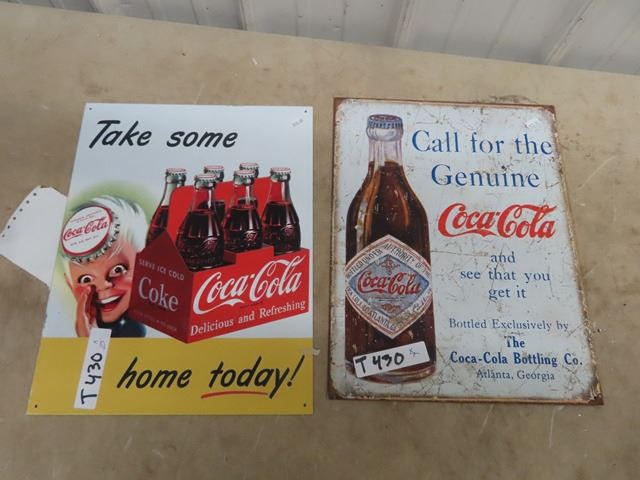 Take some
Coca-Cola
SERVE ICE COLD
Coke
Coca-Cola
Delicious and Refreshing
T 430
home today!
Call for the
Genuine
Coca-Cola
and
see that you
get it
Bottled Exclusively by
The
Coca-Cola Bottling Co.
Atlanta, Georgia
Coca-Cola
T 430